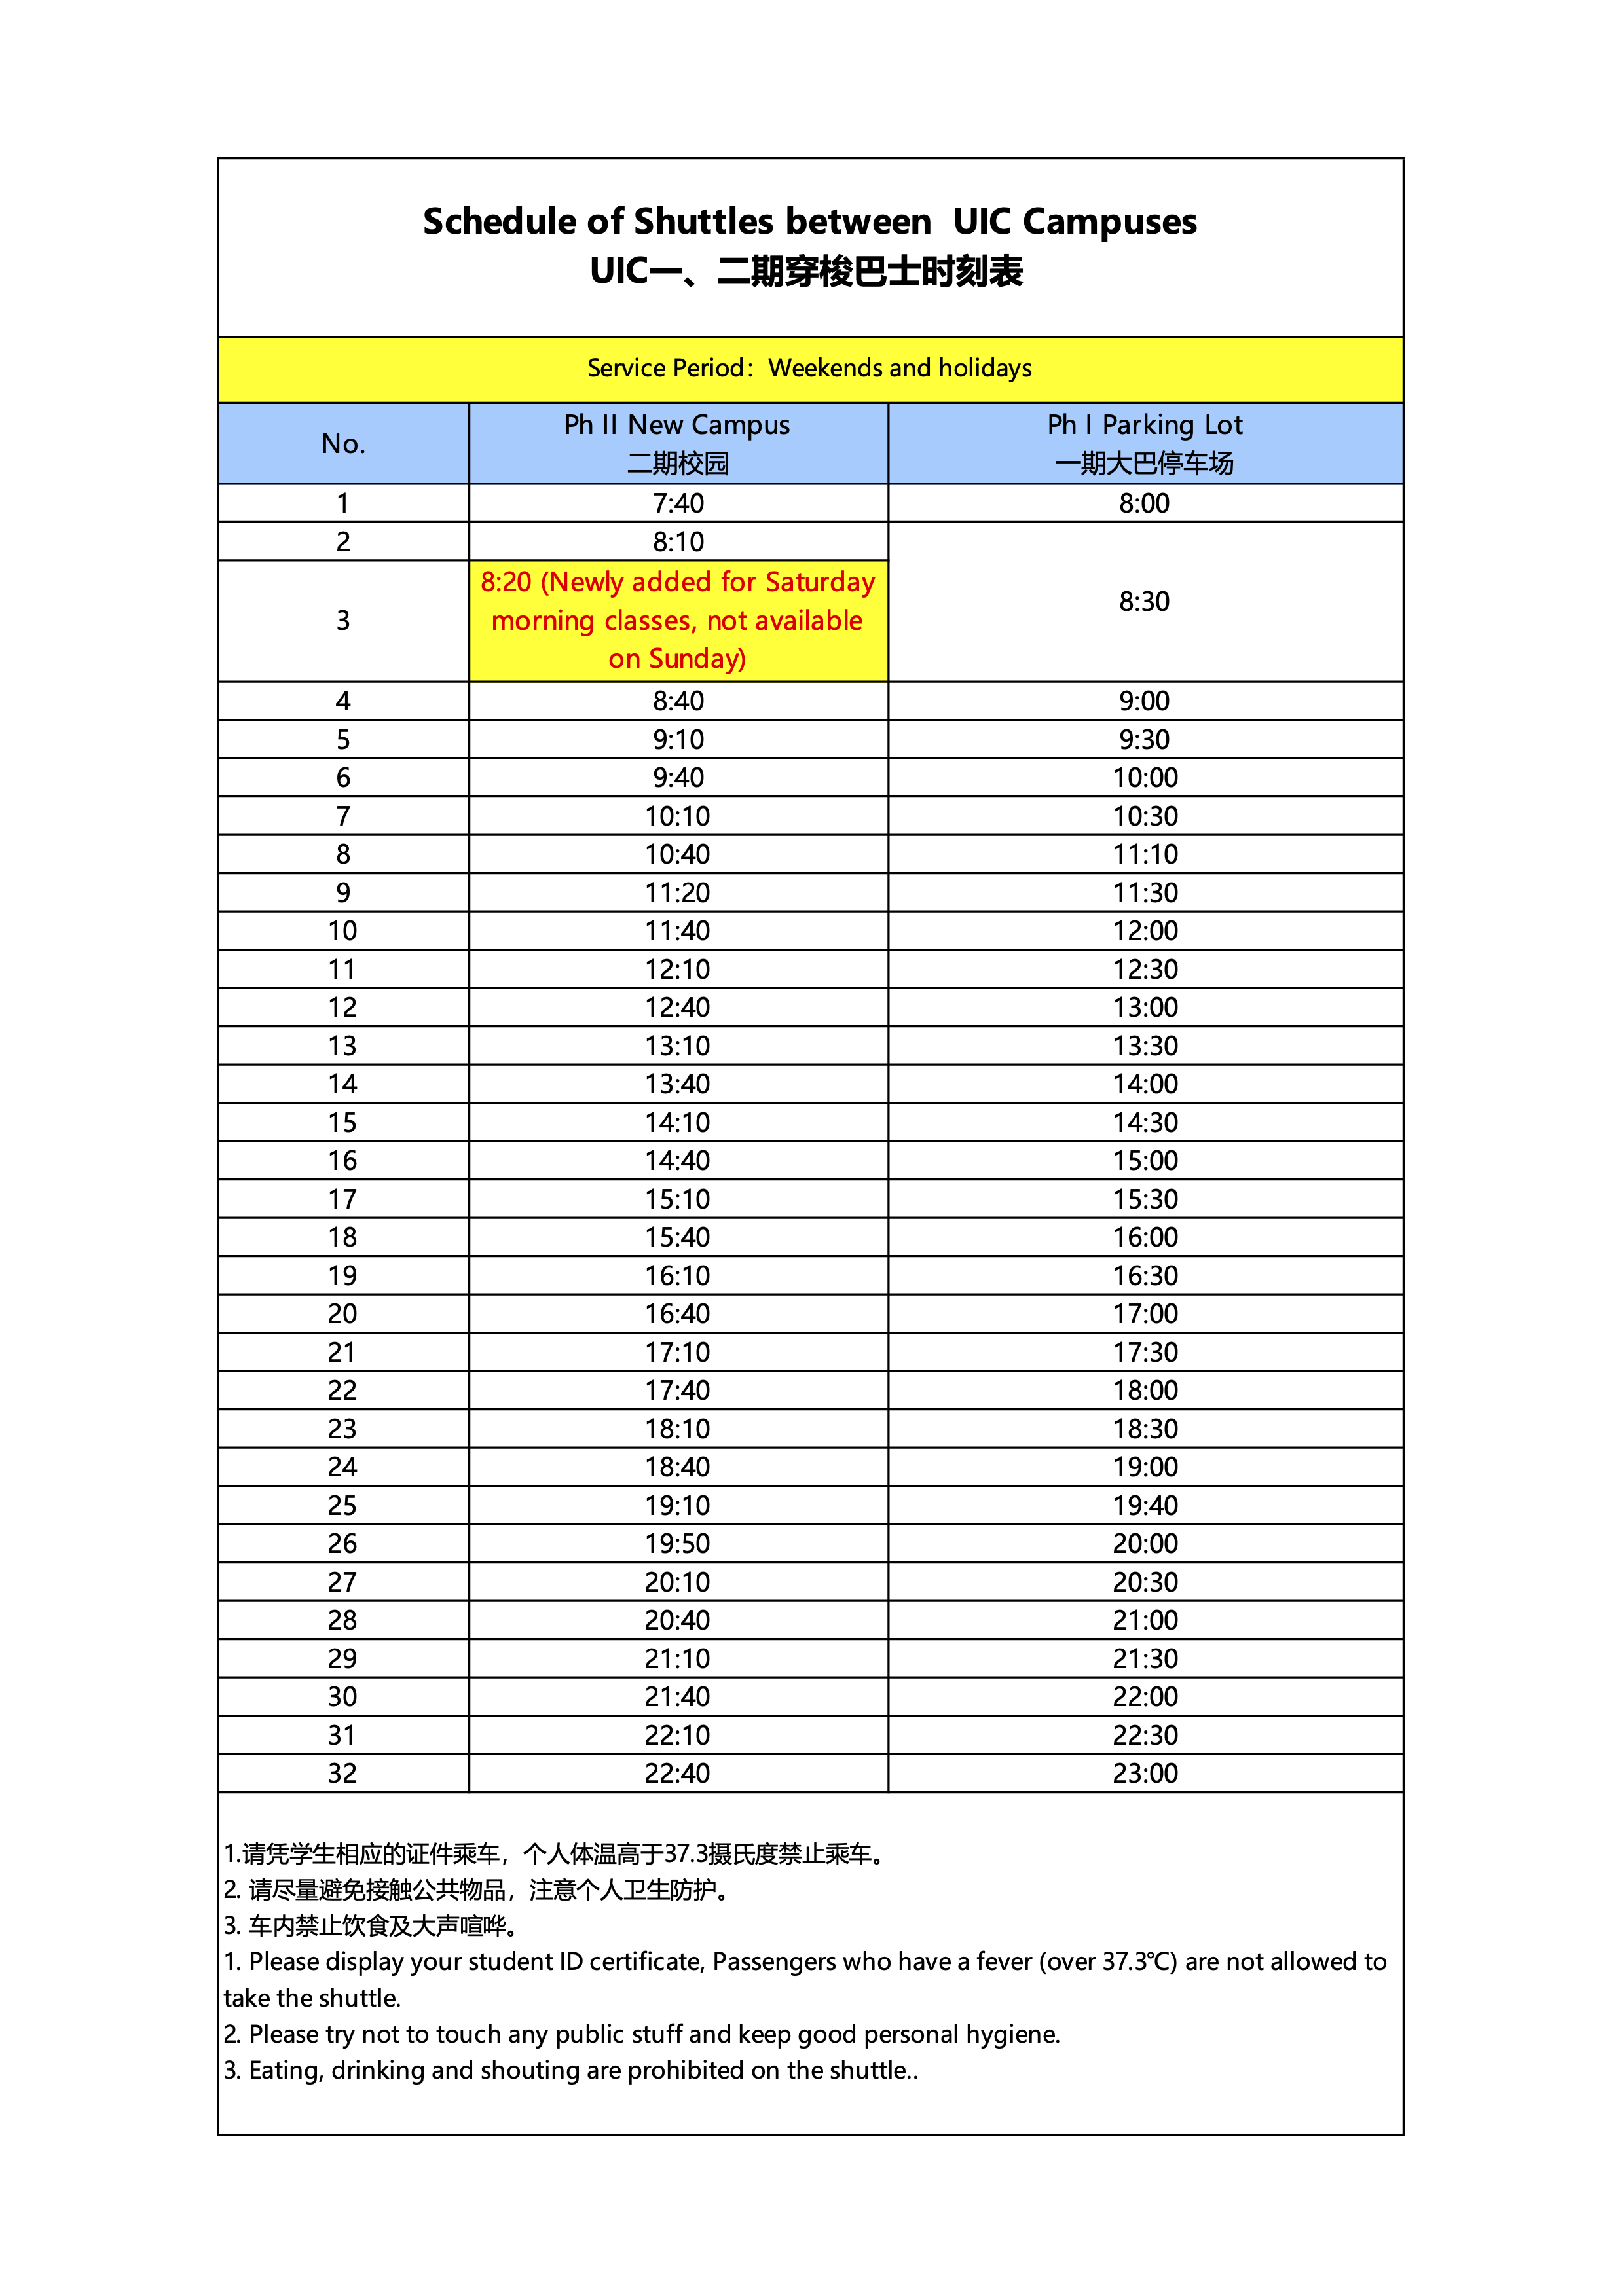 Schedule of Shuttles between UIC Campuses
UIC一、二期穿梭巴士时刻表
Service Period：Weekends and holidays
No.
Ph II New Campus
二期校园
Ph I Parking Lot
一期大巴停车场
1 7:40 8:00
2 8:10
3
8:20 (Newly added for Saturday
morning classes, not available
on Sunday)
8:30
4 8:40 9:00
5 9:10 9:30
6 9:40 10:00
7 10:10 10:30
8 10:40 11:10
9 11:20 11:30
10 11:40 12:00
11 12:10 12:30
12 12:40 13:00
13 13:10 13:30
14 13:40 14:00
15 14:10 14:30
16 14:40 15:00
17 15:10 15:30
18 15:40 16:00
19 16:10 16:30
20 16:40 17:00
21 17:10 17:30
22 17:40 18:00
23 18:10 18:30
24 18:40 19:00
25 19:10 19:40
26 19:50 20:00
27 20:10 20:30
28 20:40 21:00
29 21:10 21:30
30 21:40 22:00
31 22:10 22:30
32 22:40 23:00
1.请凭学生相应的证件乘车，个人体温高于37.3摄氏度禁止乘车。
2. 请尽量避免接触公共物品，注意个人卫生防护。
3. 车内禁止饮食及大声喧哗。
1. Please display your student ID certificate, Passengers who have a fever (over 37.3℃) are not allowed to
take the shuttle.
2. Please try not to touch any public stuff and keep good personal hygiene.
3. Eating, drinking and shouting are prohibited on the shuttle..